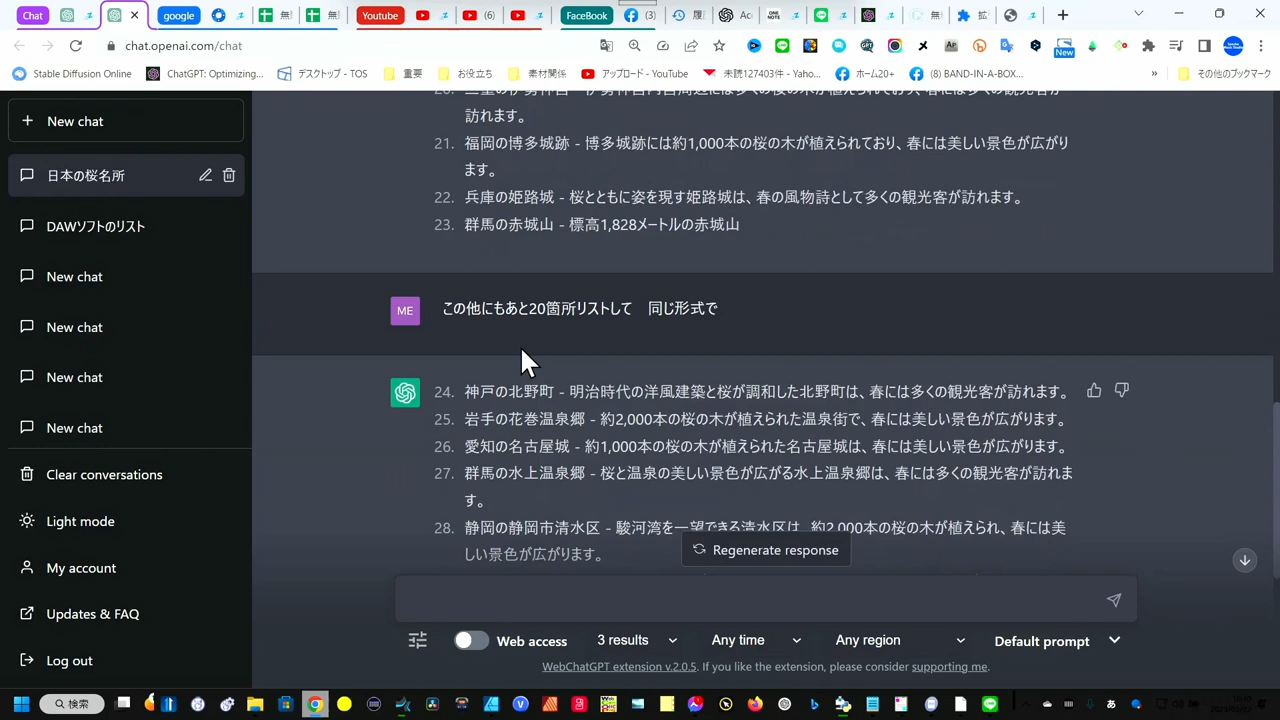 Chat
google
無
無
Youtube
(6)
FaceBook
(3)
履
Ac
無
拡
chat.openai.com/chat
New
Stable Diffusion Online
ChatGPT: Optimizing...
デスクトップ - TOS
重要
お役立ち
素材関係
アップロード - YouTube
未読127403件 - Yaho...
ホーム20+
(8) BAND-IN-A-BOX...
»
その他のブックマーク
New chat
日本の桜名所
DAWソフトのリスト
New chat
New chat
New chat
New chat
Clear conversations
Light mode
My account
Updates & FAQ
Log out
訪れます。
21. 福岡の博多城跡 - 博多城跡には約1,000本の桜の木が植えられており、春には美しい景色が広がり
ます。
22. 兵庫の姫路城 - 桜とともに姿を現す姫路城は、春の風物詩として多くの観光客が訪れます。
23. 群馬の赤城山 - 標高1,828メートルの赤城山
ME
この他にもあと20箇所リストして　同じ形式で
24. 神戸の北野町 - 明治時代の洋風建築と桜が調和した北野町は、春には多くの観光客が訪れます。
25. 岩手の花巻温泉郷 - 約2,000本の桜の木が植えられた温泉街で、春には美しい景色が広がります。
26. 愛知の名古屋城 - 約1,000本の桜の木が植えられた名古屋城は、春には美しい景色が広がります。
27. 群馬の水上温泉郷 - 桜と温泉の美しい景色が広がる水上温泉郷は、春には多くの観光客が訪れま
す。
28. 静岡の静岡市清水区 - 駿河湾を一望できる清水区は、約2,000本の桜の木が植えられ、春には美
しい景色が広がります。
Regenerate response
Web access
3 results
Any time
Any region
Default prompt
WebChatGPT extension v.2.0.5. If you like the extension, please consider supporting me.
検索
あ